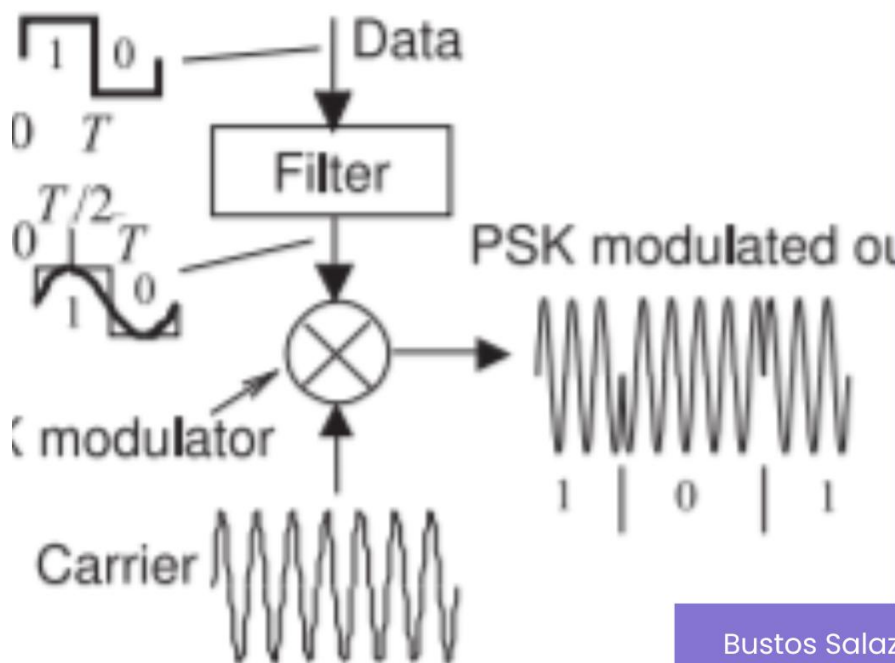 1 0
Data
0 T
Filter
T/2
0 T
1 0
PSK modulated ou
K modulator
1 0 1
Carrier
Bustos Salaz